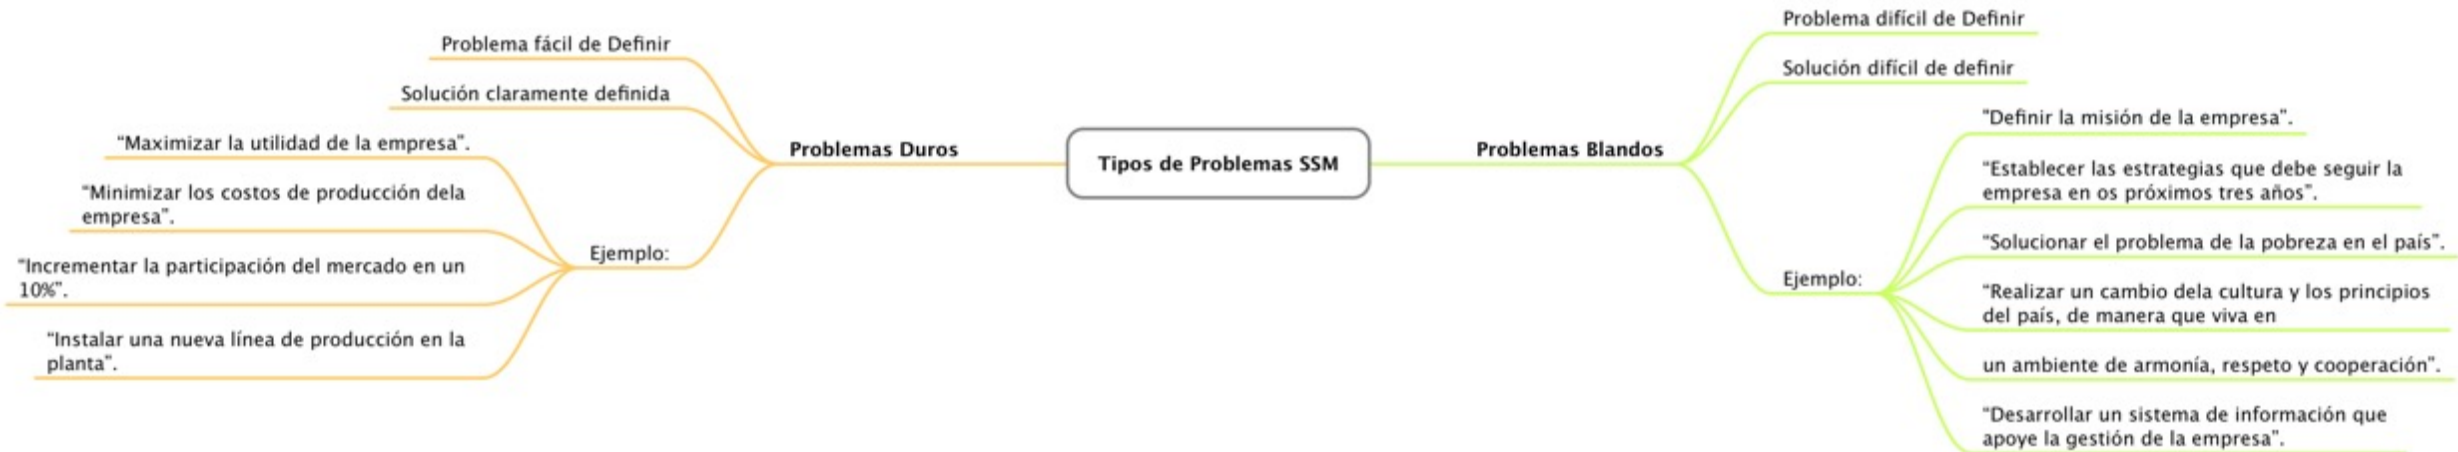 Tipos de Problemas SSM
Problemas Duros
Problema fácil de Definir
Solución claramente definida
Ejemplo:
“Maximizar la utilidad de la empresa”.
“Minimizar los costos de producción dela
empresa”.
“Incrementar la participación del mercado en un
10%”.
“Instalar una nueva línea de producción en la
planta”.
Problemas Blandos
Problema difícil de Definir
Solución difícil de definir
Ejemplo:
“Definir la misión de la empresa”.
“Establecer las estrategias que debe seguir la
empresa en os próximos tres años”.
“Solucionar el problema de la pobreza en el país”.
“Realizar un cambio dela cultura y los principios
del país, de manera que viva en
un ambiente de armonía, respeto y cooperación”.
“Desarrollar un sistema de información que
apoye la gestión de la empresa”.